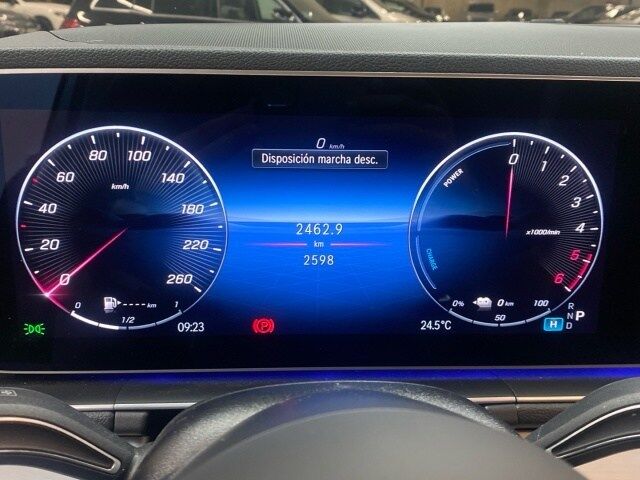 0 km/h
Disposición marcha desc.
2462.9
km
2598
0
20
40
60
80
100
140
180
220
260
km/h
0
1/2
1
----- km
09:23
POWER
CHARGE
0
1
2
3
4
5
6
x1000/min
0%
50
100
0 km
24.5°C
H
R
N
D
P
(P)